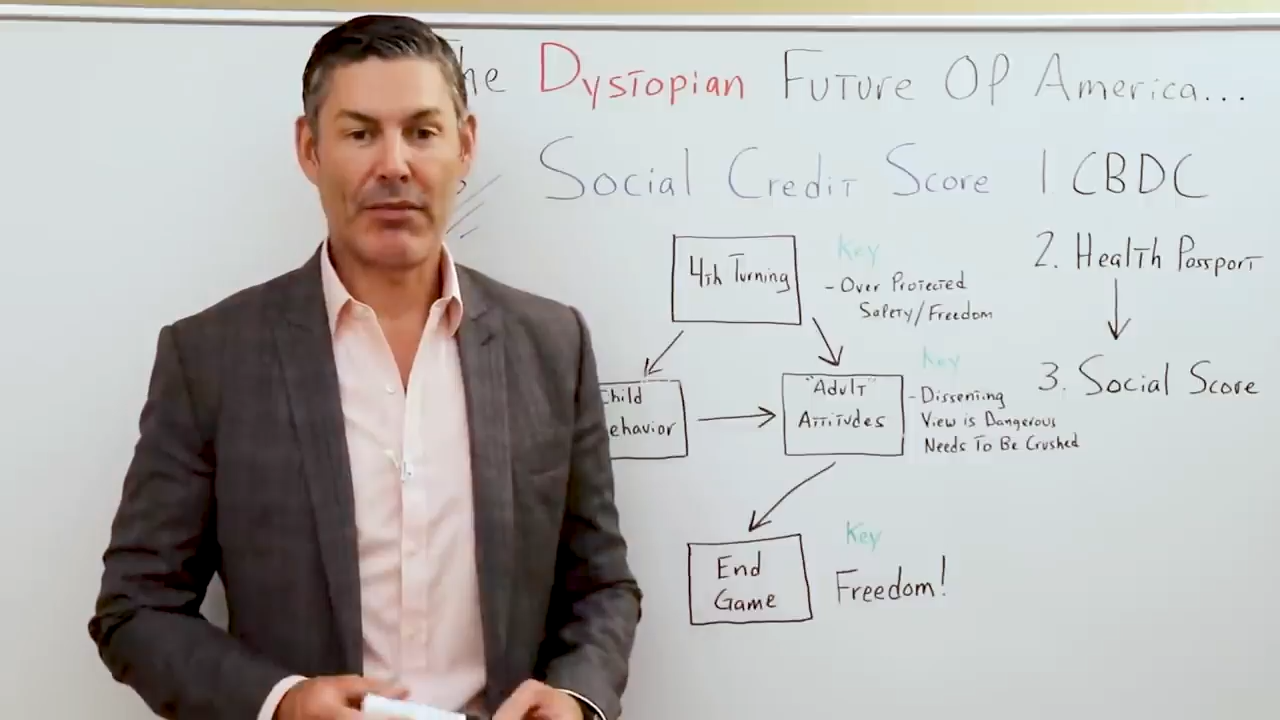 he Dystopian Future Of America...
Social Credit Score
1 CBDC
2. Health Passport
3. Social Score
4th Turning
Key
- Over Protected
Safety/Freedom
Child
ehavior
"Adult"
Attitudes
Key
- Dissenting
View is Dangerous
Needs To Be Crushed
End
Game
Key
Freedom!